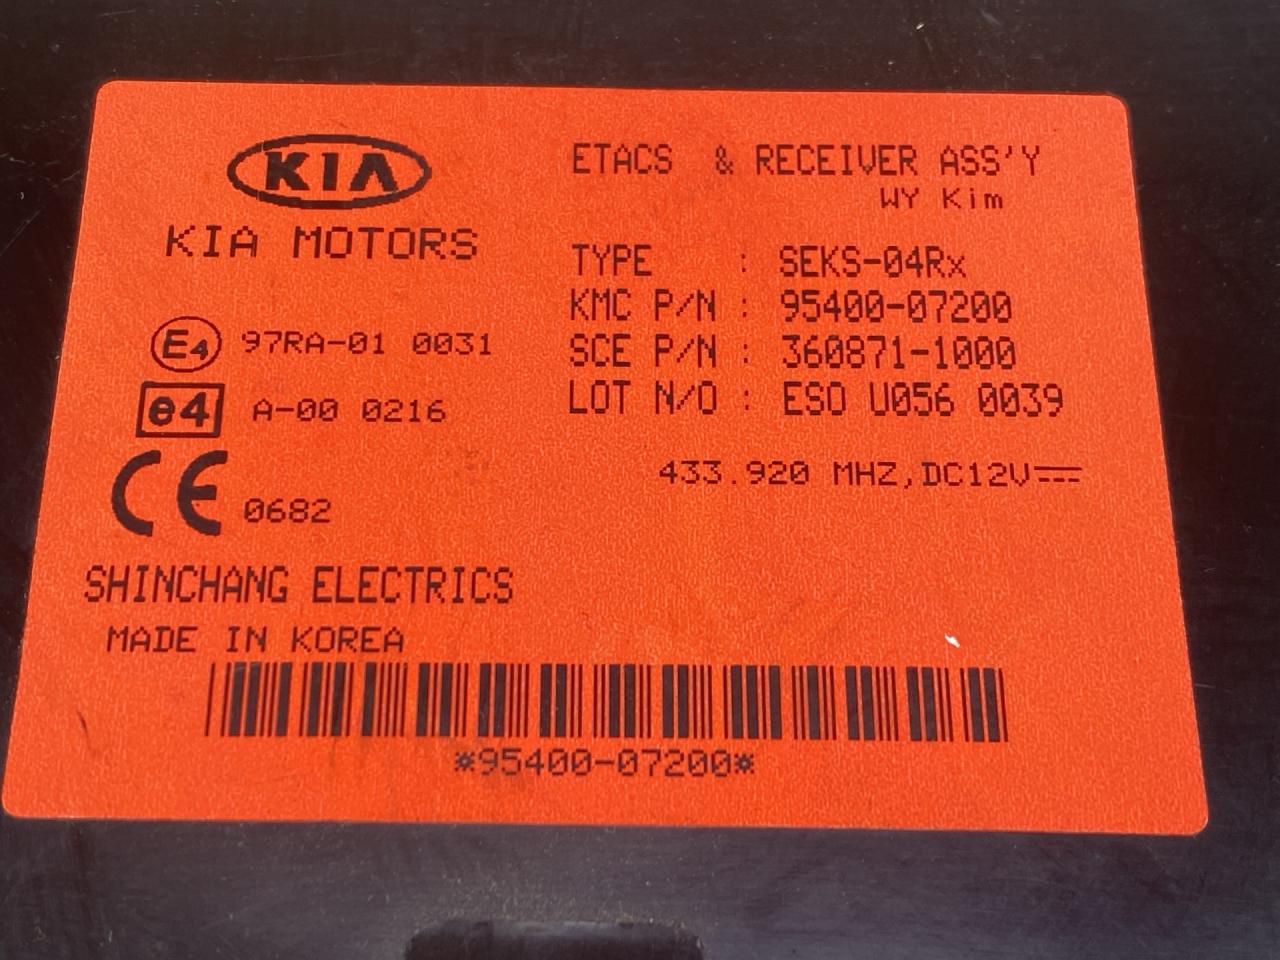 KIA
KIA MOTORS
E4 97RA-01 0031
e4 A-00 0216
CE 0682
SHINCHANG ELECTRICS
MADE IN KOREA
ETACS & RECEIVER ASS'Y
WY Kim
TYPE : SEKS-04Rx
KMC P/N : 95400-07200
SCE P/N : 360871-1000
LOT N/O : ESO U056 0039
433.920 MHZ,DC12V
*95400-07200*